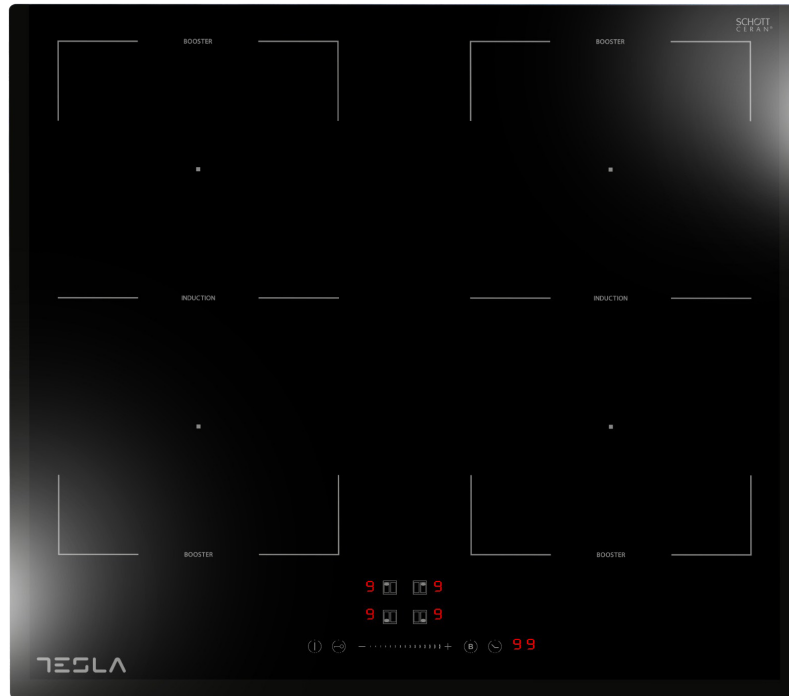 SCHOTT
CERAN®
BOOSTER BOOSTER
INDUCTION INDUCTION
BOOSTER BOOSTER
9 9
9 9
− + B 99
TESLA